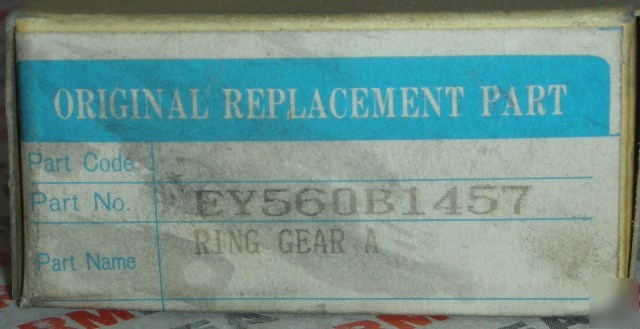 ORIGINAL REPLACEMENT PART
Part Code
Part No. EY560B1457
Part Name RING GEAR A